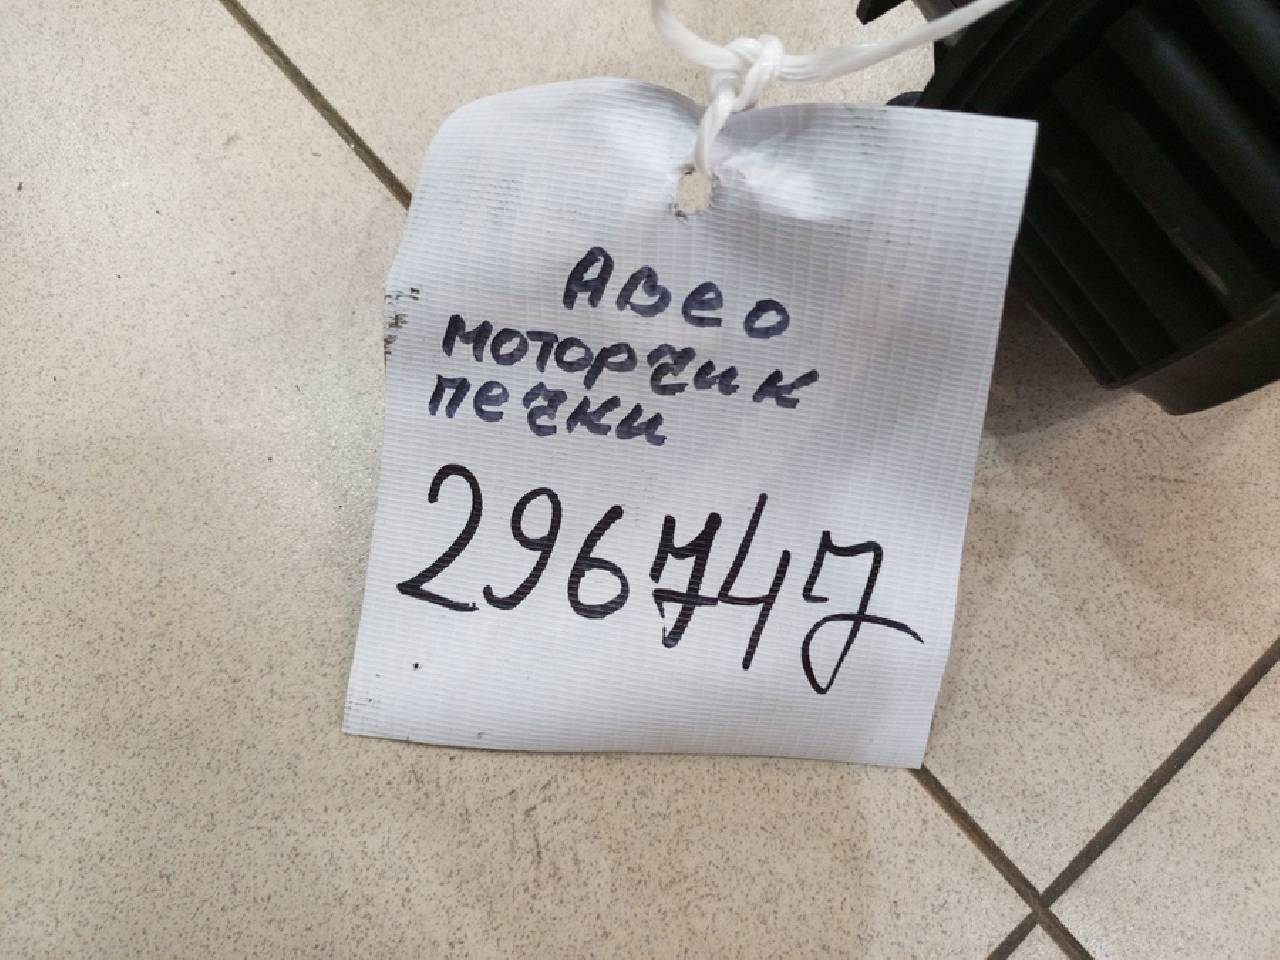 Авео
моторчик
печки
296747